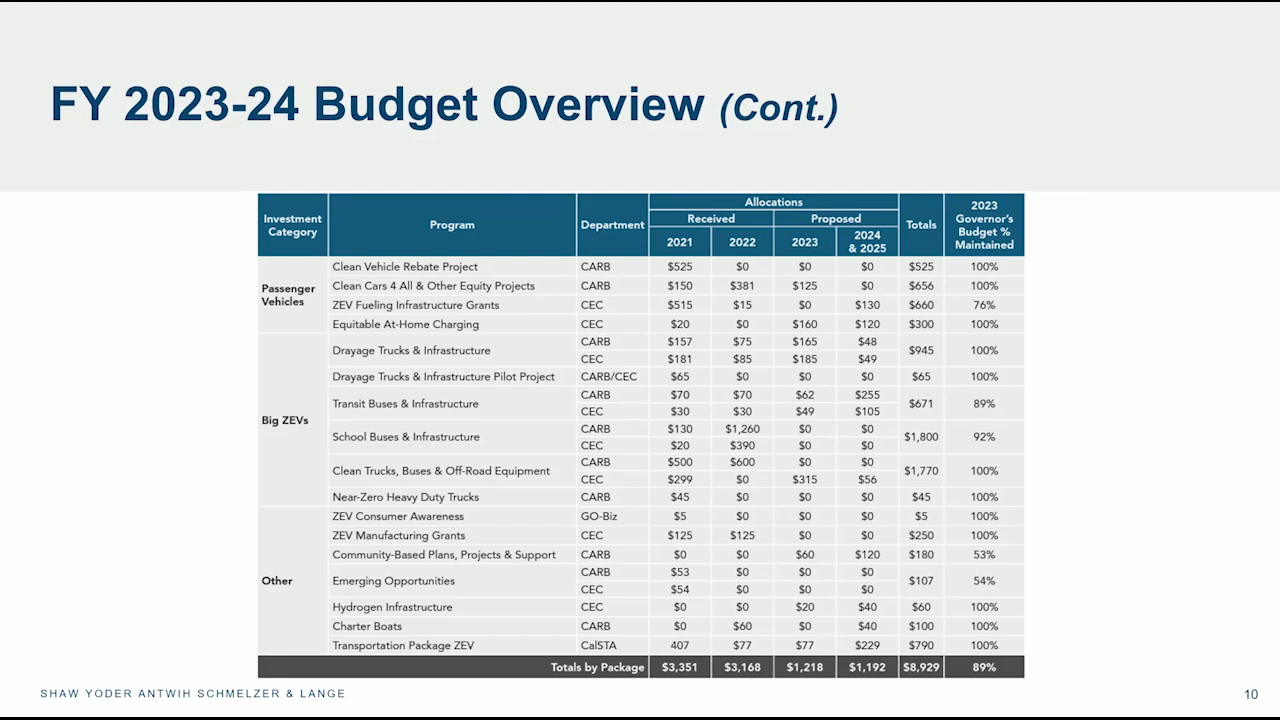 FY 2023-24 Budget Overview (Cont.)
Investment Category Program Department Allocations Totals 2023 Governor's Budget % Maintained
Received Proposed
2021 2022 2023 2024 & 2025
Passenger Vehicles
Clean Vehicle Rebate Project CARB $525 $0 $0 $0 $525 100%
Clean Cars 4 All & Other Equity Projects CARB $150 $381 $125 $0 $656 100%
ZEV Fueling Infrastructure Grants CEC $515 $15 $0 $130 $660 76%
Equitable At-Home Charging CEC $20 $0 $160 $120 $300 100%
Big ZEVs
Drayage Trucks & Infrastructure CARB $157 $75 $165 $48 $945 100%
CEC $181 $85 $185 $49
Drayage Trucks & Infrastructure Pilot Project CARB/CEC $65 $0 $0 $0 $65 100%
Transit Buses & Infrastructure CARB $70 $70 $62 $255 $671 89%
CEC $30 $30 $49 $105
School Buses & Infrastructure CARB $130 $1,260 $0 $0 $1,800 92%
CEC $20 $390 $0 $0
Clean Trucks, Buses & Off-Road Equipment CARB $500 $600 $0 $0 $1,770 100%
CEC $299 $0 $315 $56
Near-Zero Heavy Duty Trucks CARB $45 $0 $0 $0 $45 100%
Other
ZEV Consumer Awareness GO-Biz $5 $0 $0 $0 $5 100%
ZEV Manufacturing Grants CEC $125 $125 $0 $0 $250 100%
Community-Based Plans, Projects & Support CARB $0 $0 $60 $120 $180 53%
Emerging Opportunities CARB $53 $0 $0 $0 $107 54%
CEC $54 $0 $0 $0
Hydrogen Infrastructure CEC $0 $0 $20 $40 $60 100%
Charter Boats CARB $0 $60 $0 $40 $100 100%
Transportation Package ZEV CalSTA 407 $77 $77 $229 $790 100%
Totals by Package $3,351 $3,168 $1,218 $1,192 $8,929 89%
SHAW YODER ANTWIH SCHMELZER & LANGE
10